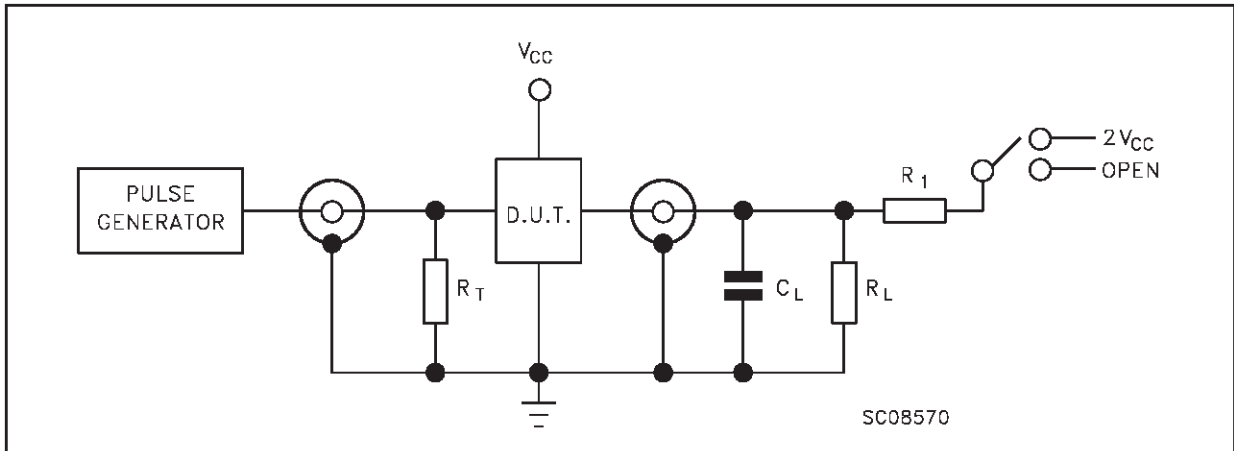 VCC
2VCC
OPEN
PULSE
GENERATOR
D.U.T.
R1
RT
CL
RL
SC08570